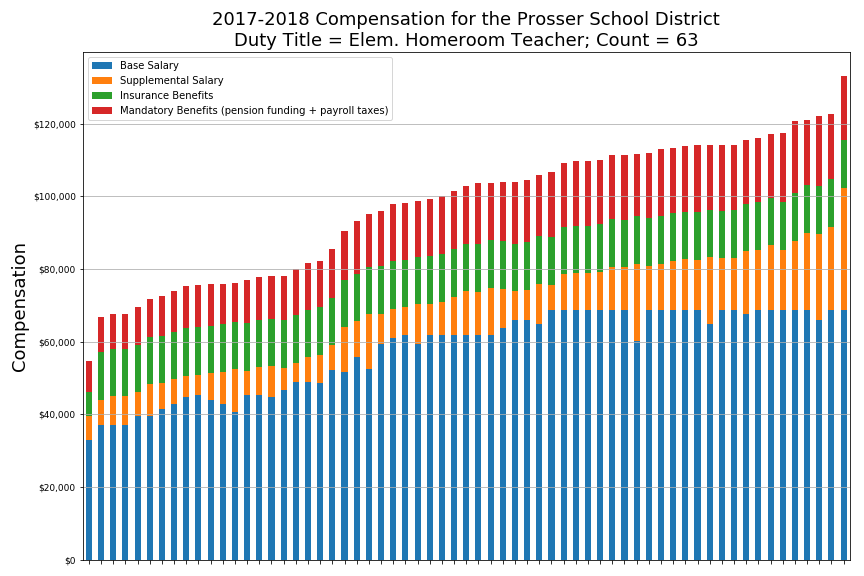 2017-2018 Compensation for the Prosser School District
Duty Title = Elem. Homeroom Teacher; Count = 63
Base Salary
Supplemental Salary
Insurance Benefits
Mandatory Benefits (pension funding + payroll taxes)
$120,000
$100,000
$80,000
$60,000
$40,000
$20,000
$0
Compensation